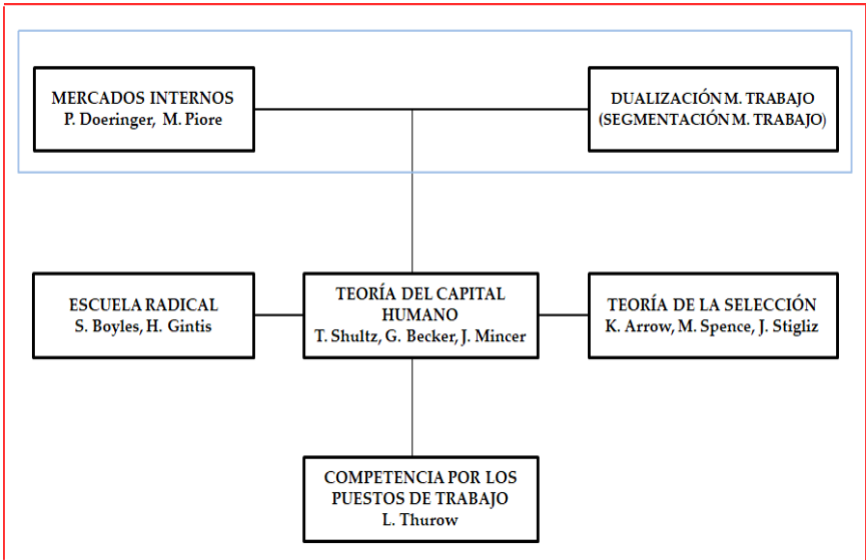 MERCADOS INTERNOS
P. Doeringer, M. Piore
DUALIZACIÓN M. TRABAJO
(SEGMENTACIÓN M. TRABAJO)
ESCUELA RADICAL
S. Boyles, H. Gintis
TEORÍA DEL CAPITAL
HUMANO
T. Shultz, G. Becker, J. Mincer
TEORÍA DE LA SELECCIÓN
K. Arrow, M. Spence, J. Stigliz
COMPETENCIA POR LOS
PUESTOS DE TRABAJO
L. Thurow